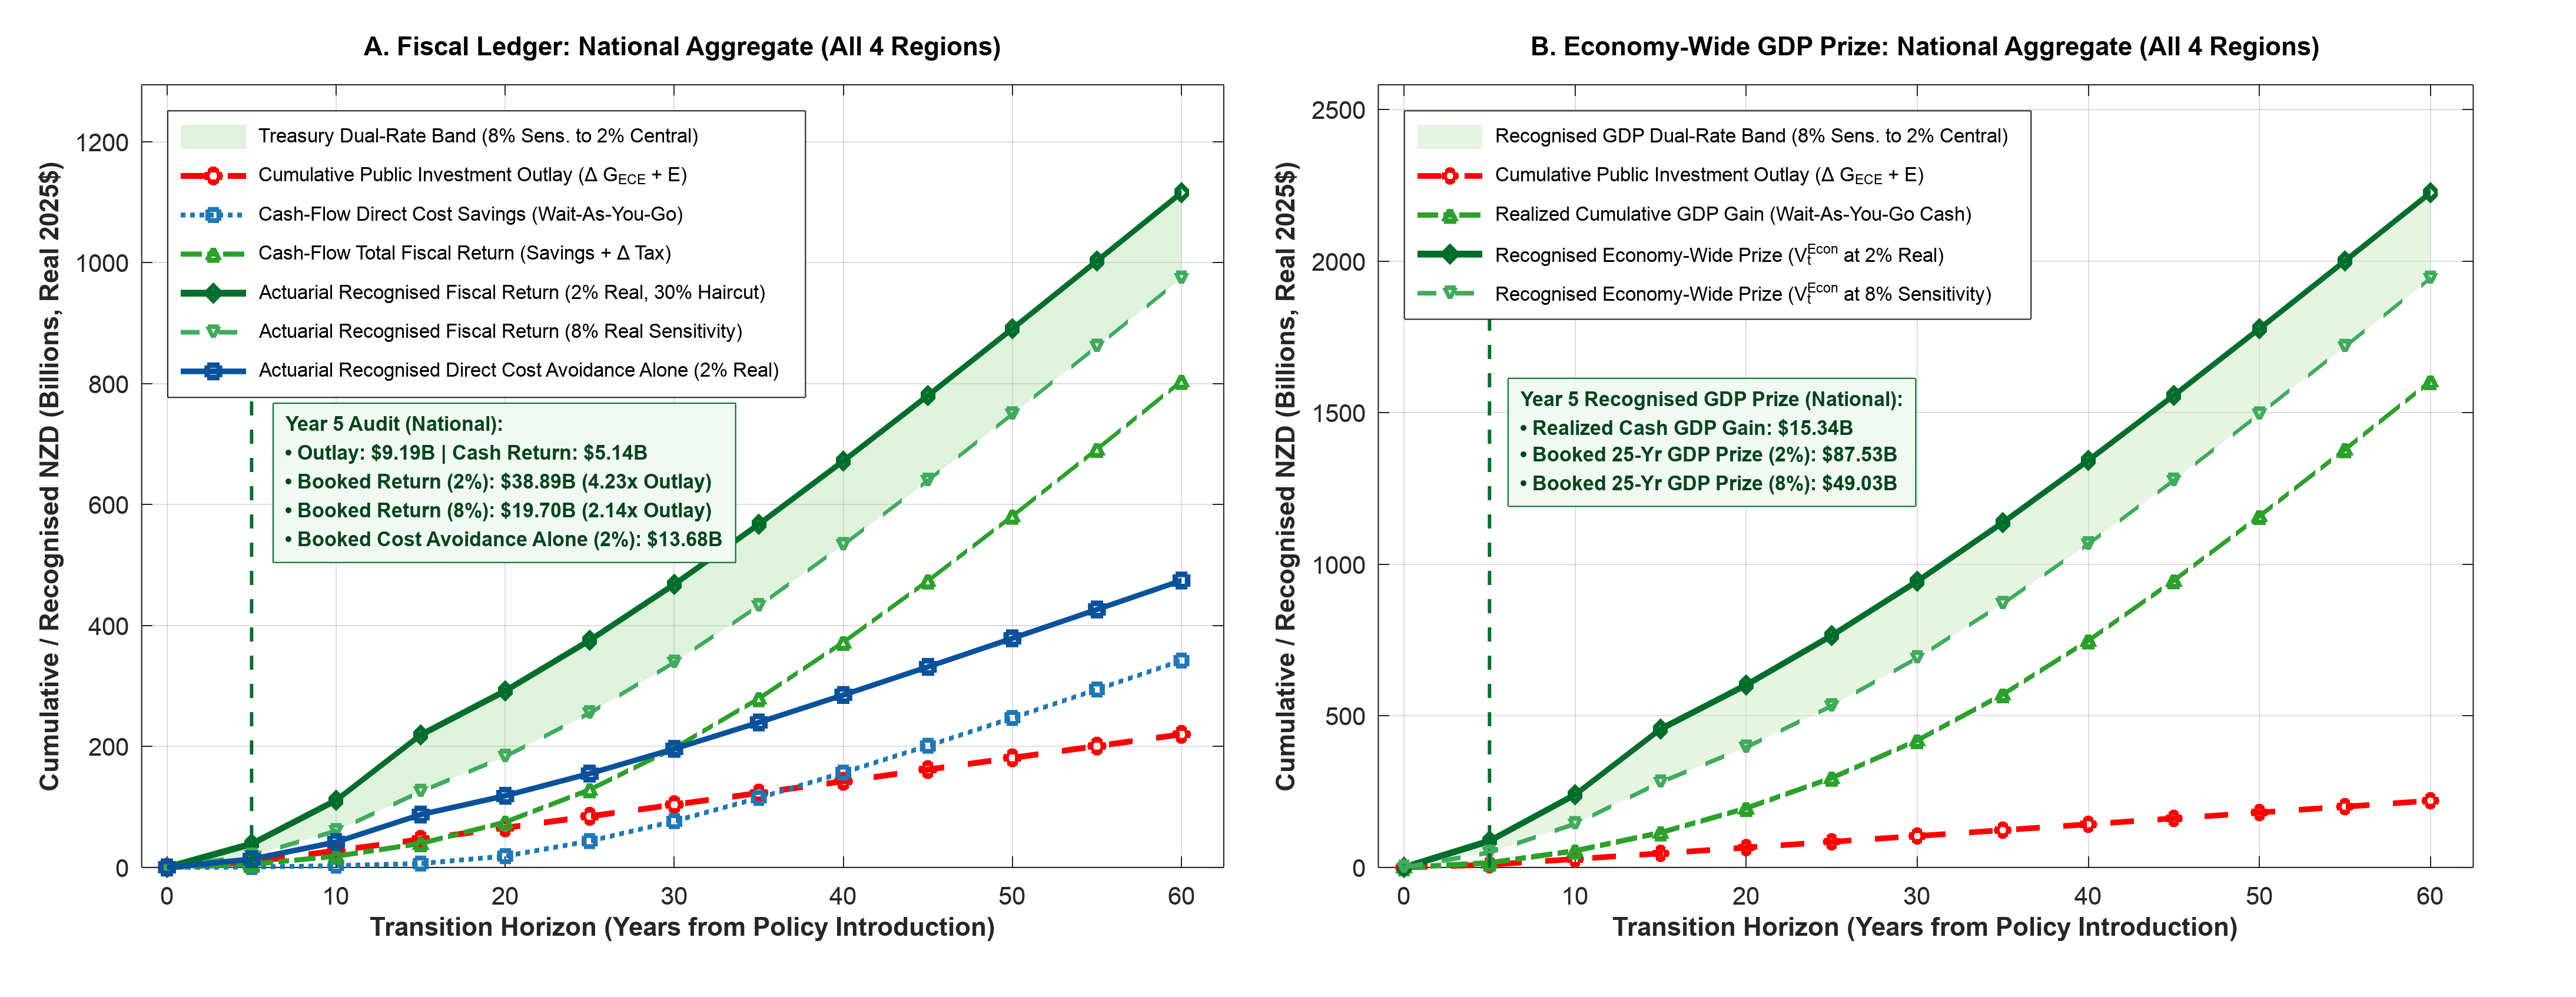 A. Fiscal Ledger: National Aggregate (All 4 Regions)
Cumulative / Recognised NZD (Billions, Real 2025$)
1200
1000
800
600
400
200
0
Treasury Dual-Rate Band (8% Sens. to 2% Central)
Cumulative Public Investment Outlay (Δ G_ECE + E)
Cash-Flow Direct Cost Savings (Wait-As-You-Go)
Cash-Flow Total Fiscal Return (Savings + Δ Tax)
Actuarial Recognised Fiscal Return (2% Real, 30% Haircut)
Actuarial Recognised Fiscal Return (8% Real Sensitivity)
Actuarial Recognised Direct Cost Avoidance Alone (2% Real)
Year 5 Audit (National):
• Outlay: $9.19B | Cash Return: $5.14B
• Booked Return (2%): $38.89B (4.23x Outlay)
• Booked Return (8%): $19.70B (2.14x Outlay)
• Booked Cost Avoidance Alone (2%): $13.68B
0 10 20 30 40 50 60
Transition Horizon (Years from Policy Introduction)
B. Economy-Wide GDP Prize: National Aggregate (All 4 Regions)
Cumulative / Recognised NZD (Billions, Real 2025$)
2500
2000
1500
1000
500
0
Recognised GDP Dual-Rate Band (8% Sens. to 2% Central)
Cumulative Public Investment Outlay (Δ G_ECE + E)
Realized Cumulative GDP Gain (Wait-As-You-Go Cash)
Recognised Economy-Wide Prize (V_t^Econ at 2% Real)
Recognised Economy-Wide Prize (V_t^Econ at 8% Sensitivity)
Year 5 Recognised GDP Prize (National):
• Realized Cash GDP Gain: $15.34B
• Booked 25-Yr GDP Prize (2%): $87.53B
• Booked 25-Yr GDP Prize (8%): $49.03B
0 10 20 30 40 50 60
Transition Horizon (Years from Policy Introduction)